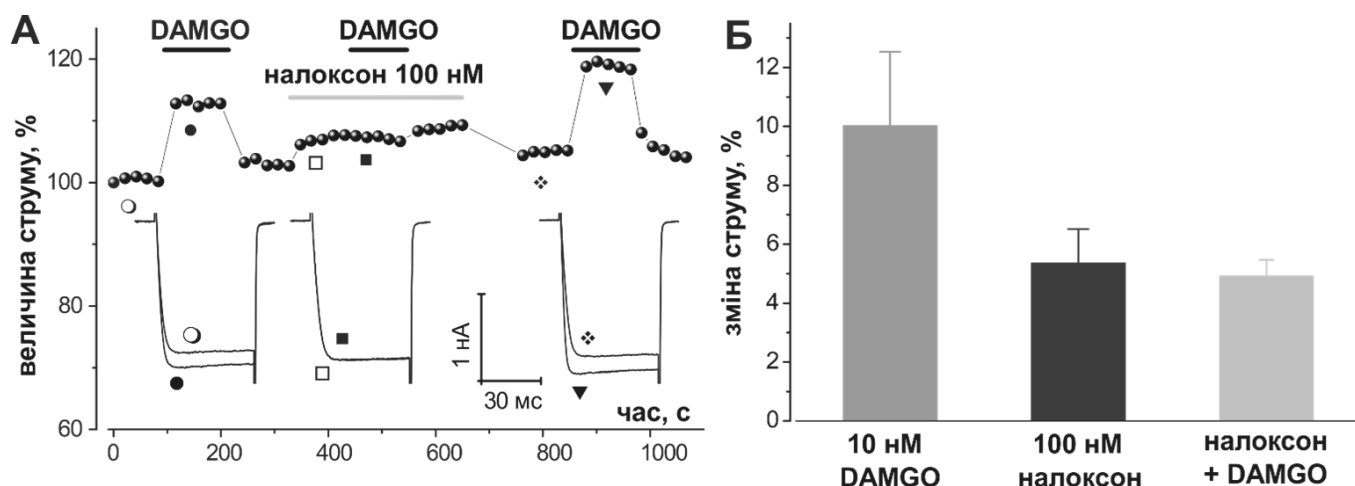 А
DAMGO
DAMGO
DAMGO
налоксон 100 нМ
величина струму, %
120
100
80
60
1 нА
30 мс
час, с
0
200
400
600
800
1000
Б
зміна струму, %
12
10
8
6
4
2
0
10 нМ
DAMGO
100 нМ
налоксон
налоксон
+ DAMGO